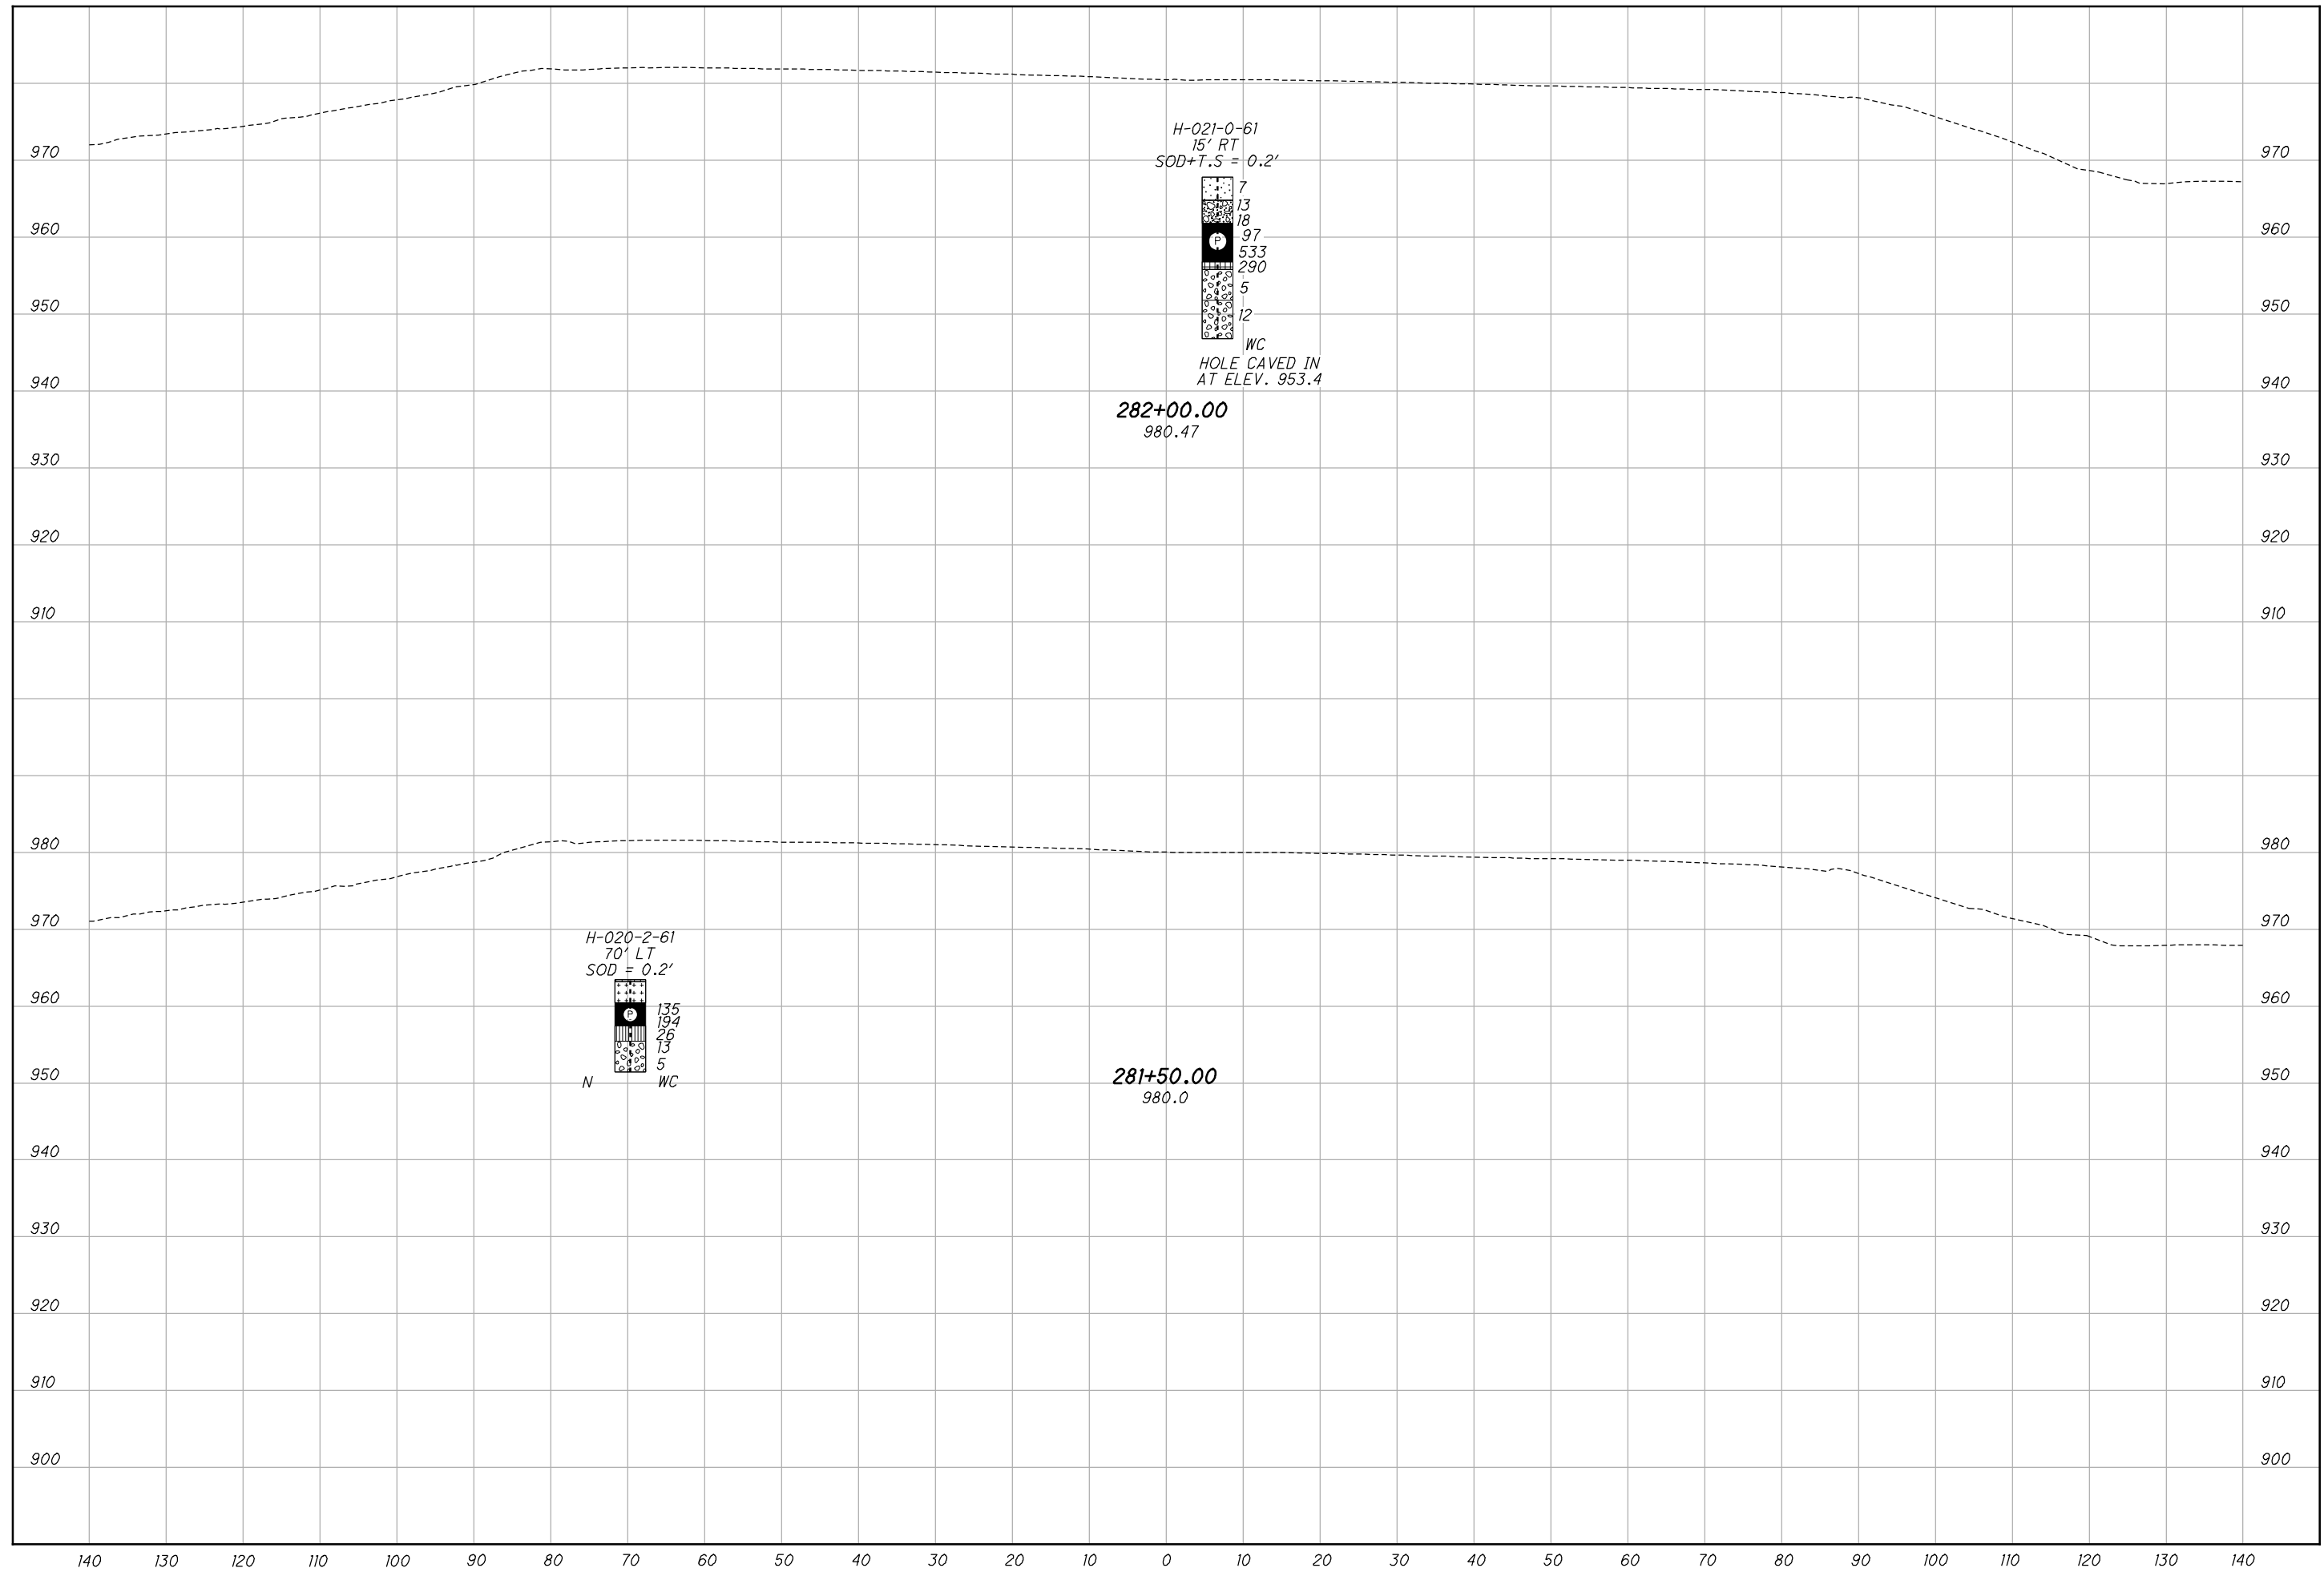 H-021-0-61
15' RT
SOD+T.S = 0.2'
970 970
7
13
18
960 960
P 97
533
290
5
950 950
12
WC
HOLE CAVED IN
AT ELEV. 953.4
940 940
282+00.00
980.47
930 930
920 920
910 910
980 980
970 970
H-020-2-61
70' LT
SOD = 0.2'
960 960
P 135
194
26
13
5
950 950
N WC
281+50.00
980.0
940 940
930 930
920 920
910 910
900 900
140 130 120 110 100 90 80 70 60 50 40 30 20 10 0 10 20 30 40 50 60 70 80 90 100 110 120 130 140